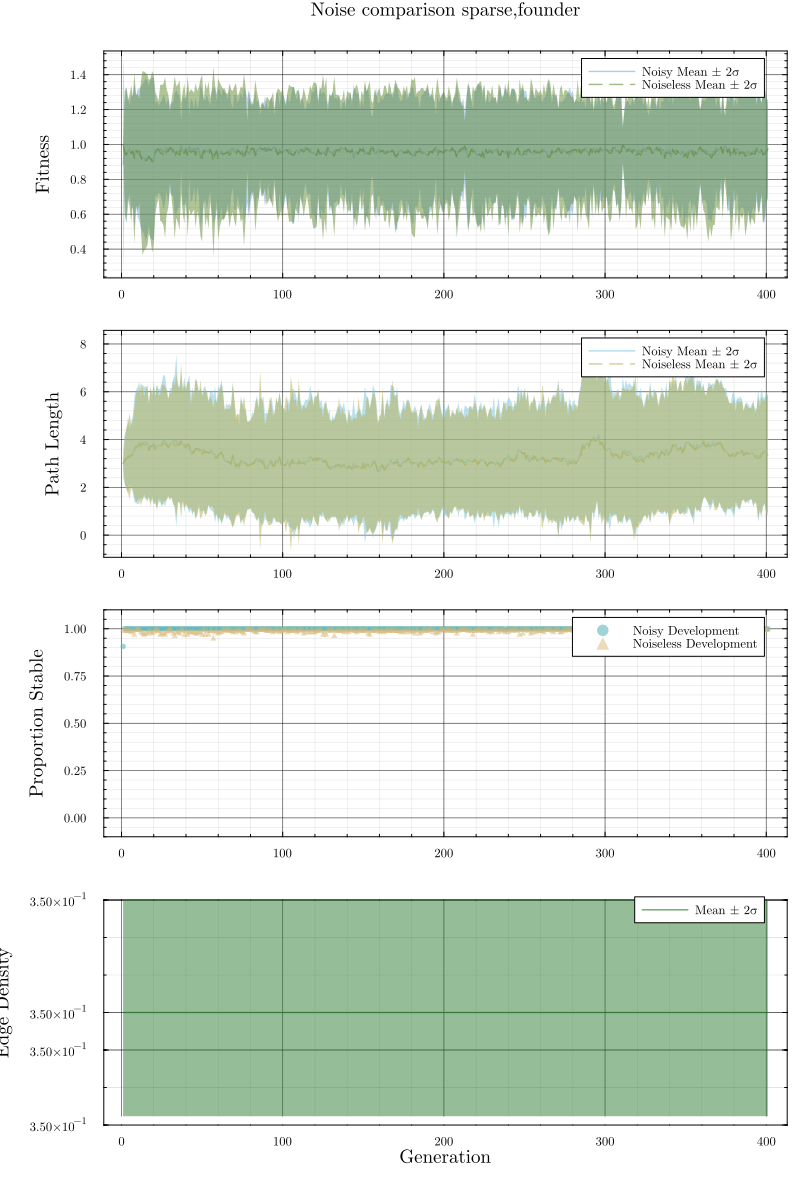 Noise comparison sparse,founder
Noisy Mean ± 2σ
Noiseless Mean ± 2σ
Fitness
1.4
1.2
1.0
0.8
0.6
0.4
0 100 200 300 400
Noisy Mean ± 2σ
Noiseless Mean ± 2σ
Path Length
8
6
4
2
0
0 100 200 300 400
Noisy Development
Noiseless Development
Proportion Stable
1.00
0.75
0.50
0.25
0.00
0 100 200 300 400
Mean ± 2σ
Edge Density
3.50×10⁻¹
3.50×10⁻¹
3.50×10⁻¹
3.50×10⁻¹
0 100 200 300 400
Generation